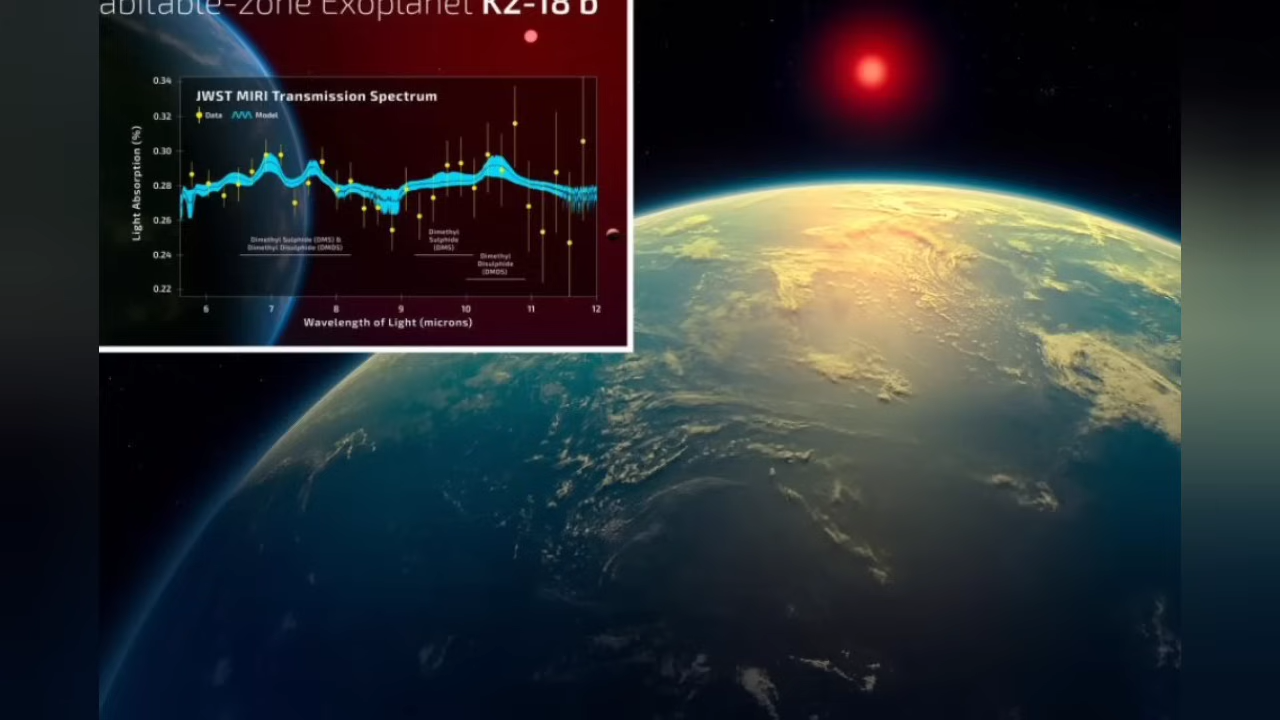 abitable-zone Exoplanet K2-18 b
0.34
JWST MIRI Transmission Spectrum
0.32
Data Model
0.30
0.28
0.26
0.24
0.22
Light Absorption (%)
Dimethyl Sulphide (DMS) &
Dimethyl Disulphide (DMDS)
Dimethyl
Sulphide
(DMS)
Dimethyl
Disulphide
(DMDS)
6 7 8 9 10 11 12
Wavelength of Light (microns)